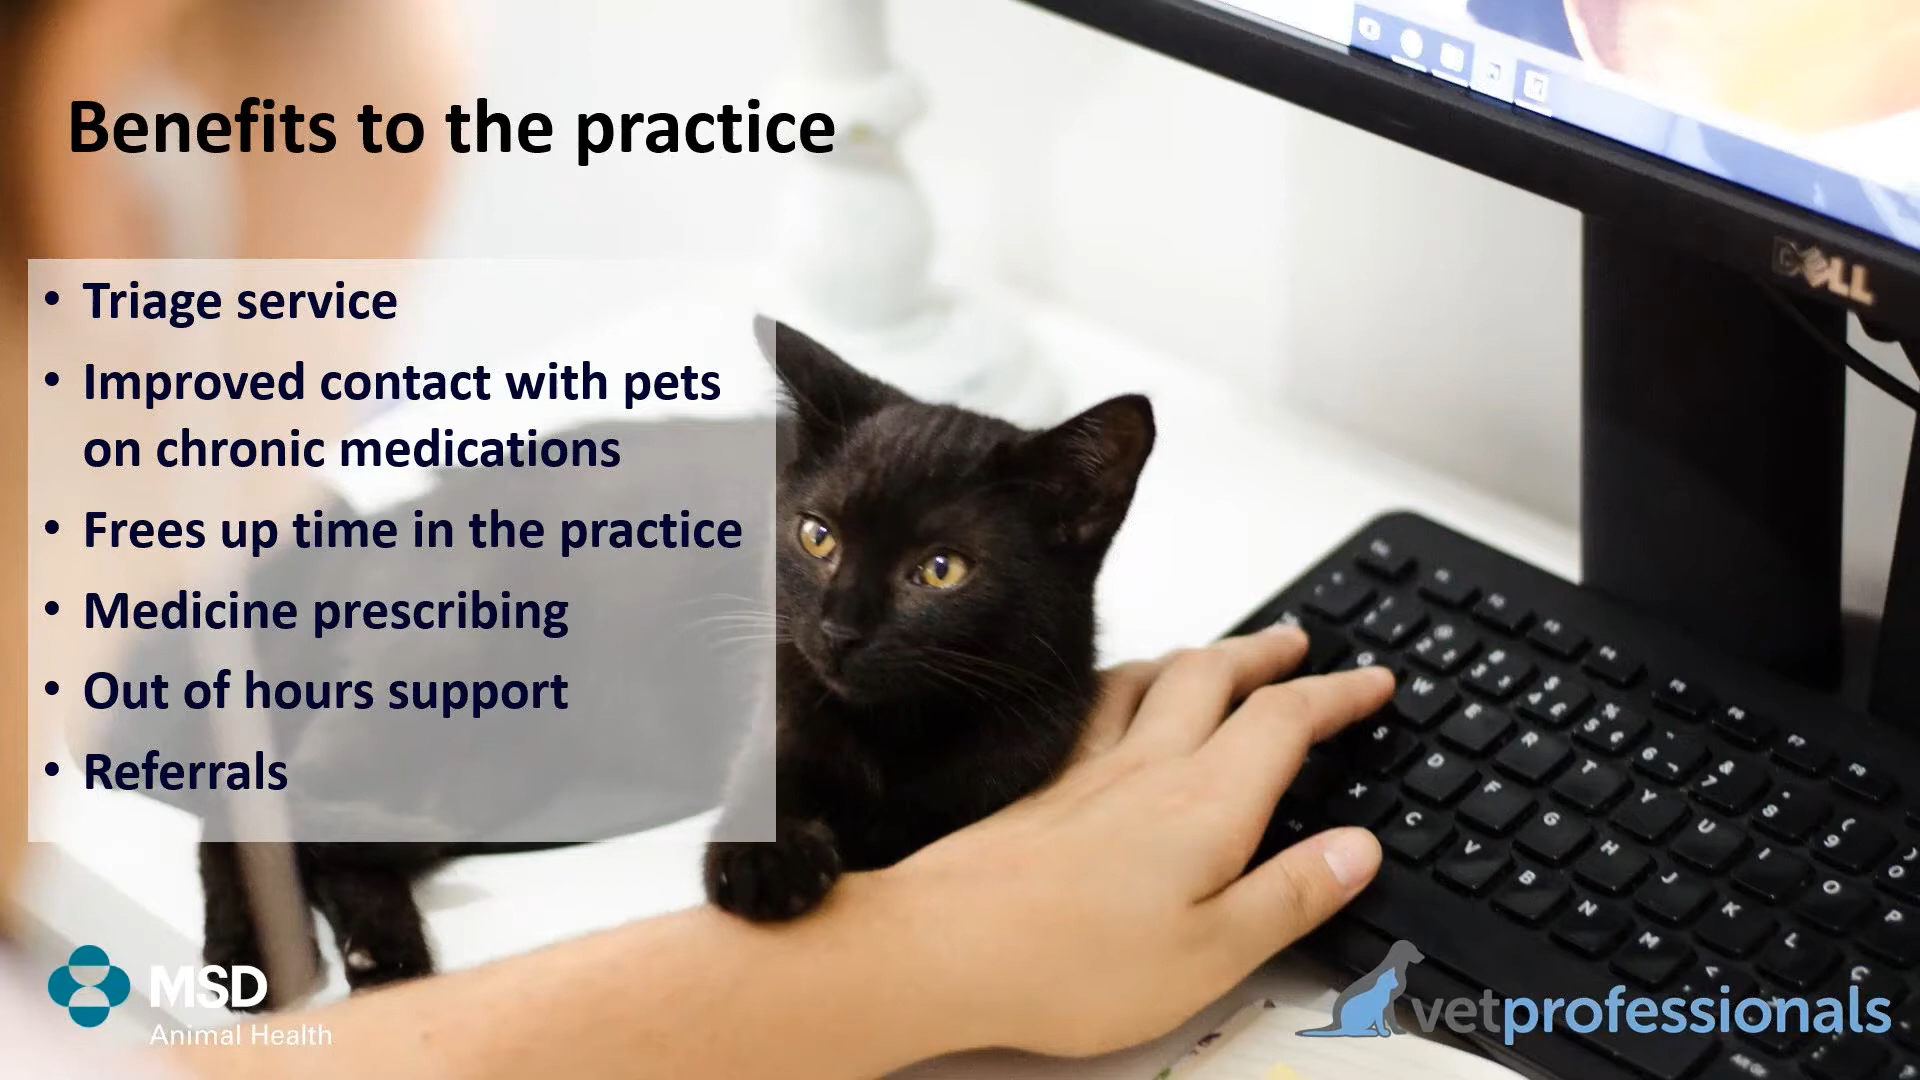 Benefits to the practice
• Triage service
• Improved contact with pets
on chronic medications
• Frees up time in the practice
• Medicine prescribing
• Out of hours support
• Referrals
DELL
MSD
Animal Health
vetprofessionals